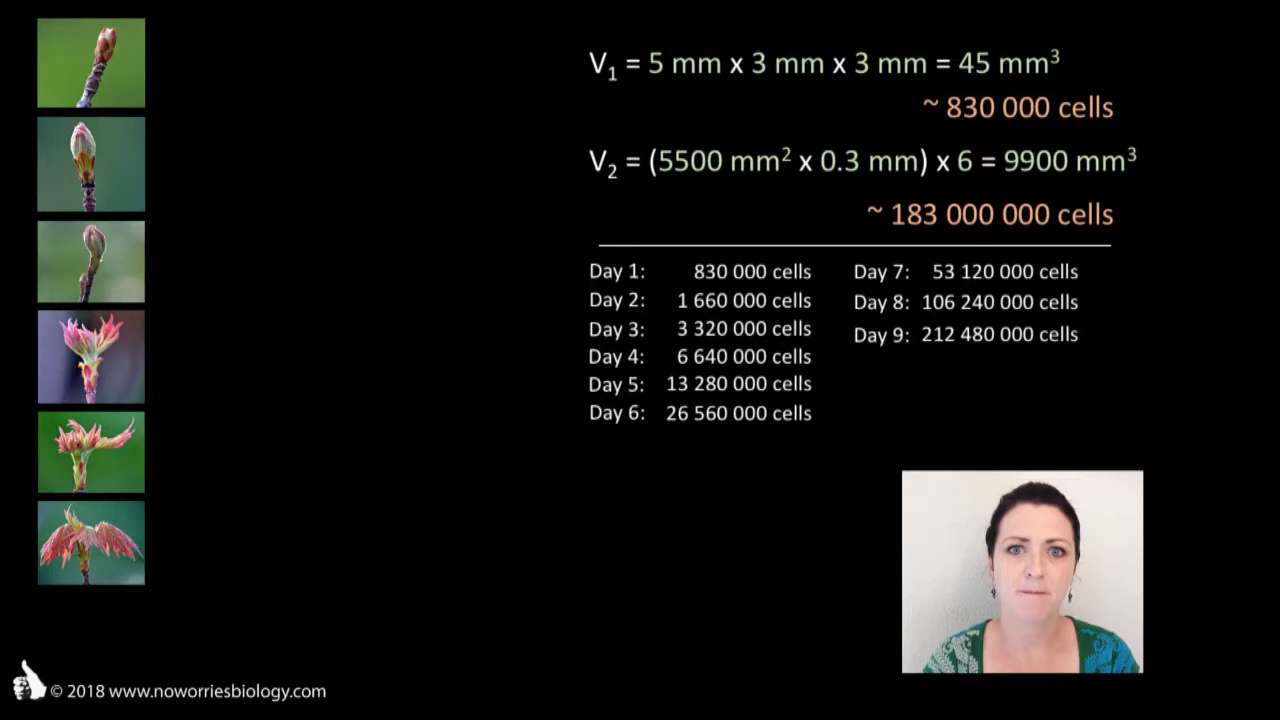 V₁ = 5 mm x 3 mm x 3 mm = 45 mm³
~ 830 000 cells
V₂ = (5500 mm² x 0.3 mm) x 6 = 9900 mm³
~ 183 000 000 cells
Day 1: 830 000 cells
Day 2: 1 660 000 cells
Day 3: 3 320 000 cells
Day 4: 6 640 000 cells
Day 5: 13 280 000 cells
Day 6: 26 560 000 cells
Day 7: 53 120 000 cells
Day 8: 106 240 000 cells
Day 9: 212 480 000 cells
© 2018 www.noworriesbiology.com